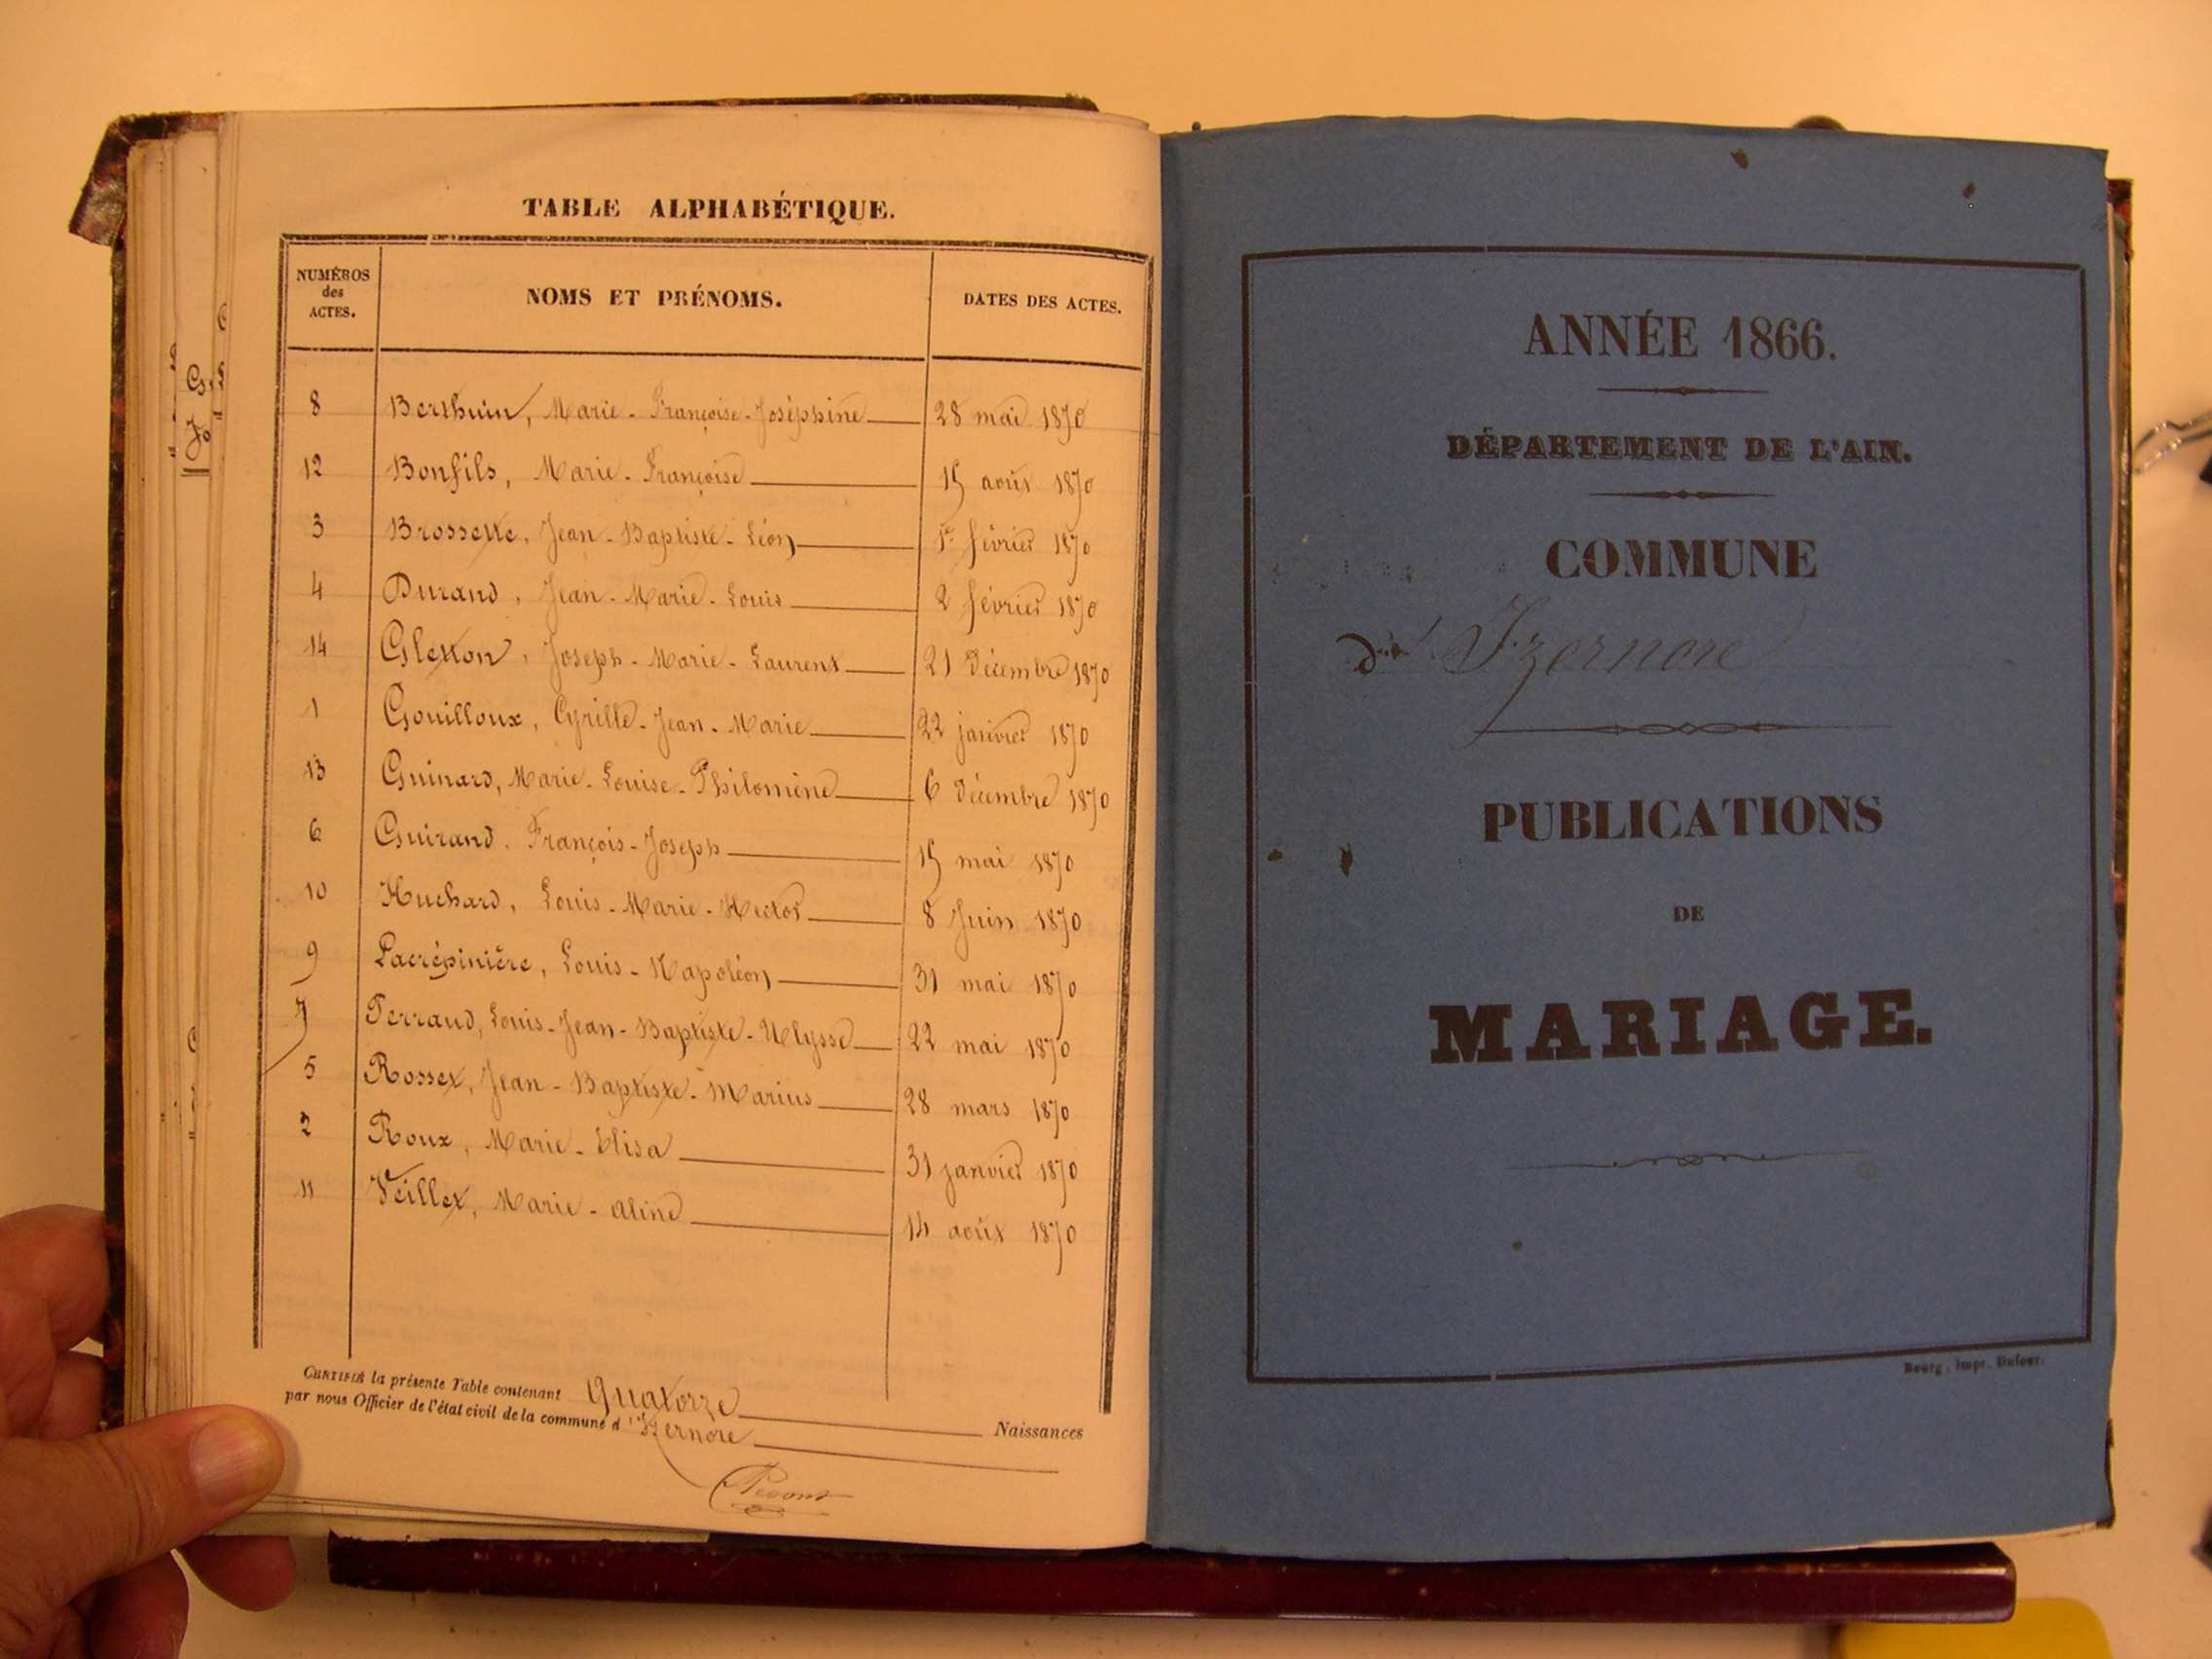 TABLE ALPHABÉTIQUE.
NUMÉROS des ACTES. NOMS ET PRÉNOMS. DATES DES ACTES.
8 Berthuin, Marie-Françoise-Joséphine 28 mai 1870
12 Bonfils, Marie-Françoise 15 août 1870
3 Brossette, Jean-Baptiste-Léon 1er février 1870
4 Durand, Jean-Marie-Louis 2 février 1870
14 Gletton, Joseph-Marie-Laurent 21 Décembre 1870
1 Gouilloux, Cyrille-Jean-Marie 22 janvier 1870
13 Guinard, Marie-Louise-Philomène 6 Décembre 1870
6 Guirand. François-Joseph 15 mai 1870
10 Huchard, Louis-Marie-Hector 8 Juin 1870
9 Lacrépinière, Louis-Napoléon 31 mai 1870
7 Perraud, Louis-Jean-Baptiste-Ulysse 22 mai 1870
5 Rosset, Jean-Baptiste-Marius 28 mars 1870
2 Roux, Marie-Elisa 31 janvier 1870
11 Veillet, Marie-Aline 14 août 1870
CERTIFIÉ la présente Table contenant Quatorze Naissances
par nous Officier de l'état civil de la commune d'Izernore
ANNÉE 1866.
DÉPARTEMENT DE L'AIN.
COMMUNE
d'Izernore
PUBLICATIONS
DE
MARIAGE.
Bourg, impr. Dufour.